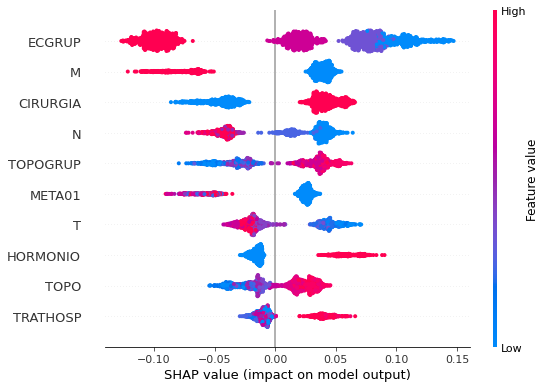 High
ECGRUP
M
CIRURGIA
N
TOPOGRUP
META01
T
HORMONIO
TOPO
TRATHOSP
Feature value
Low
−0.10 −0.05 0.00 0.05 0.10 0.15
SHAP value (impact on model output)